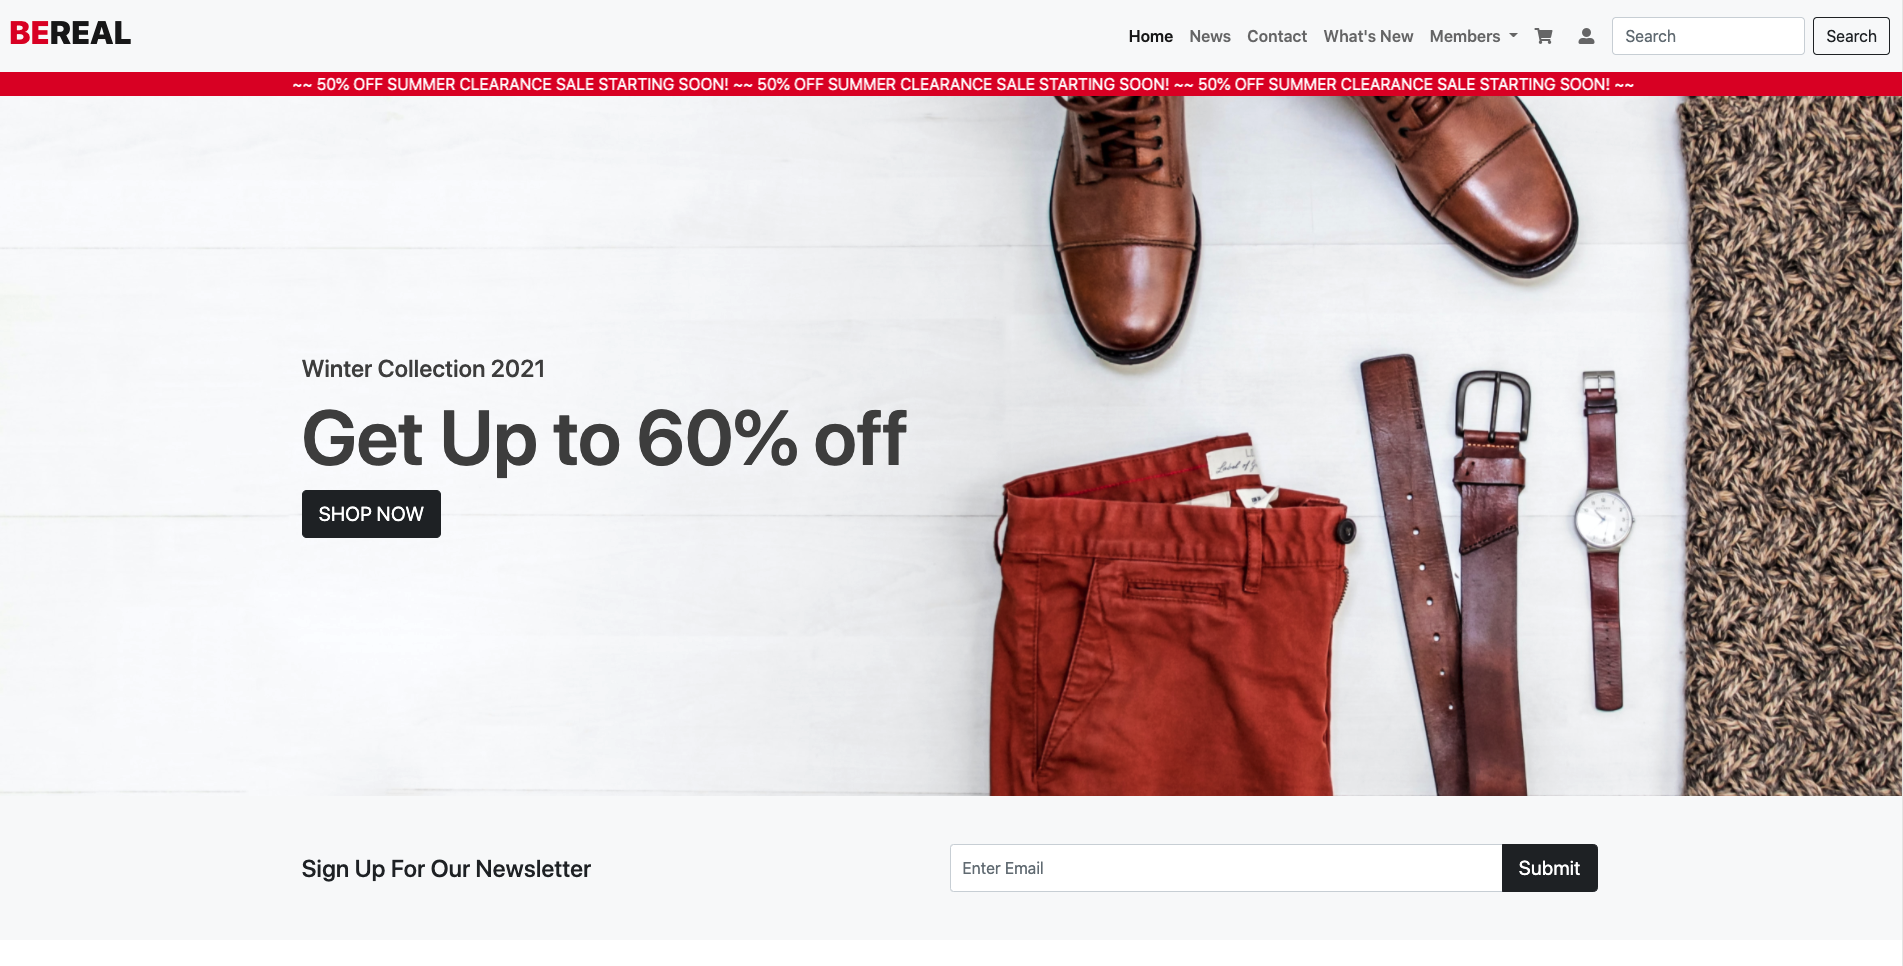 BEREAL
Home News Contact What's New Members Search Search
~~ 50% OFF SUMMER CLEARANCE SALE STARTING SOON! ~~ 50% OFF SUMMER CLEARANCE SALE STARTING SOON! ~~ 50% OFF SUMMER CLEARANCE SALE STARTING SOON! ~~
Winter Collection 2021
Get Up to 60% off
SHOP NOW
Label of
Sign Up For Our Newsletter
Enter Email Submit